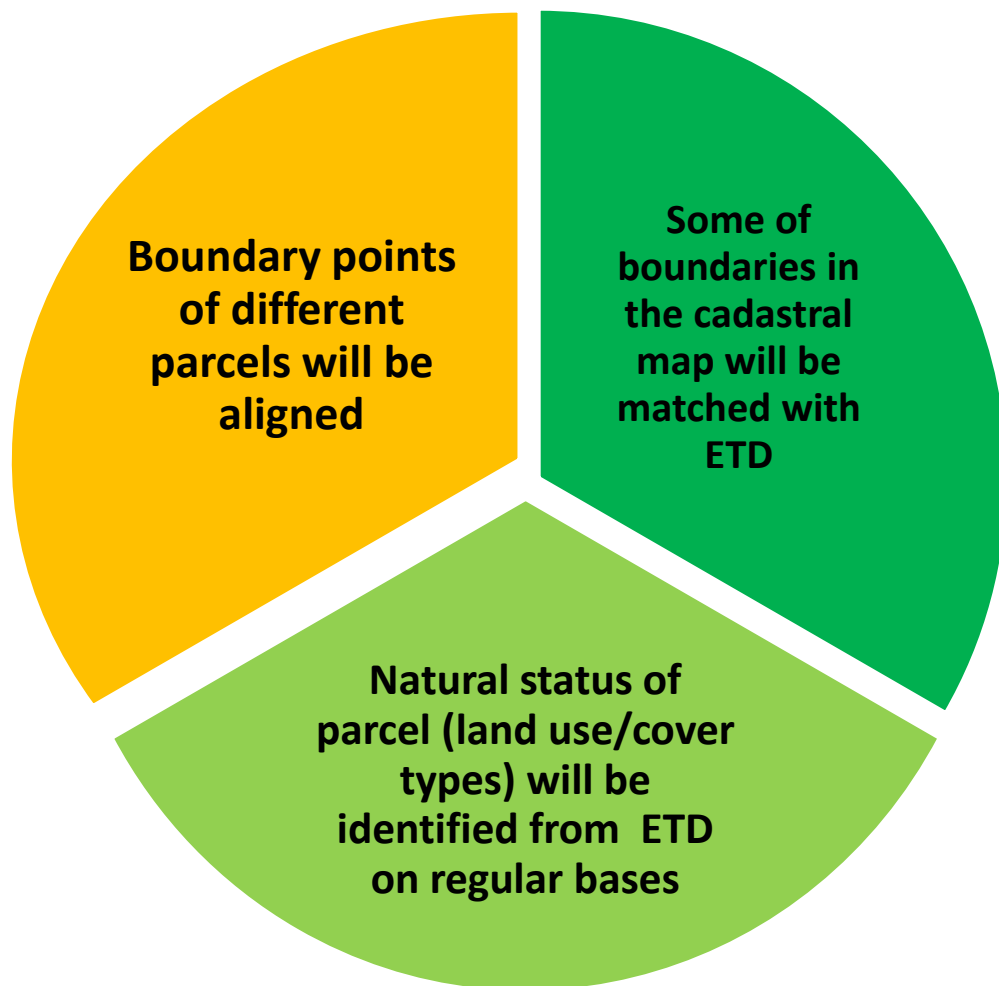 Boundary points
of different
parcels will be
aligned
Some of
boundaries in
the cadastral
map will be
matched with
ETD
Natural status of
parcel (land use/cover
types) will be
identified from  ETD
on regular bases